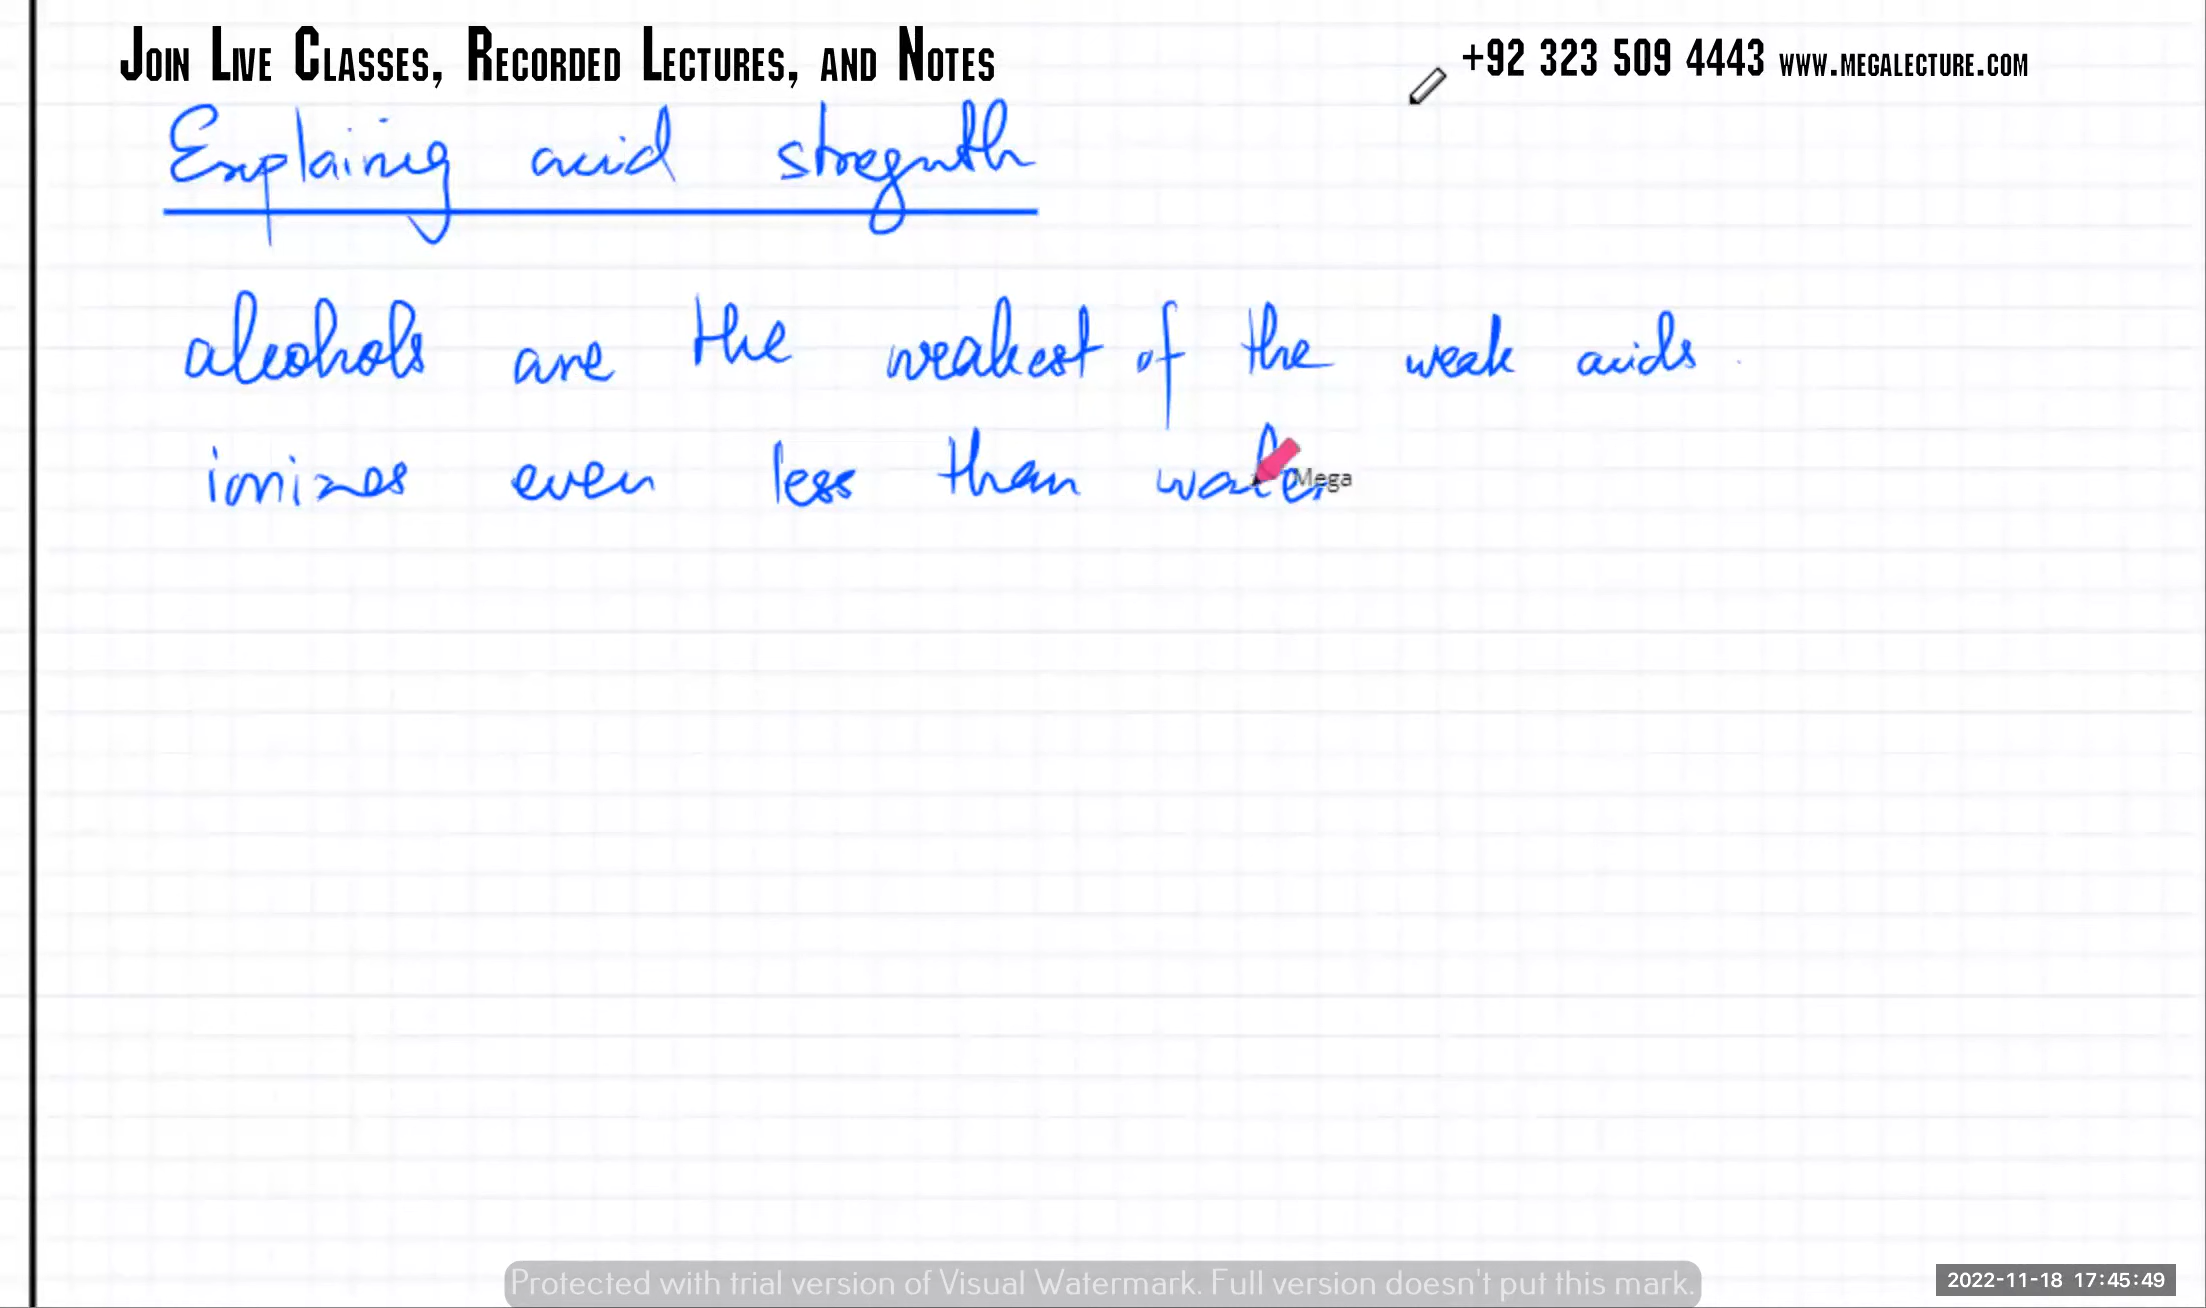 JOIN LIVE CLASSES, RECORDED LECTURES, AND NOTES
+92 323 509 4443 WWW.MEGALECTURE.COM
Explaining acid stregnth
alcohols are the weakest of the weak acids.
ionizes even less than water
Mega
Protected with trial version of Visual Watermark. Full version doesn't put this mark.
2022-11-18 17:45:49